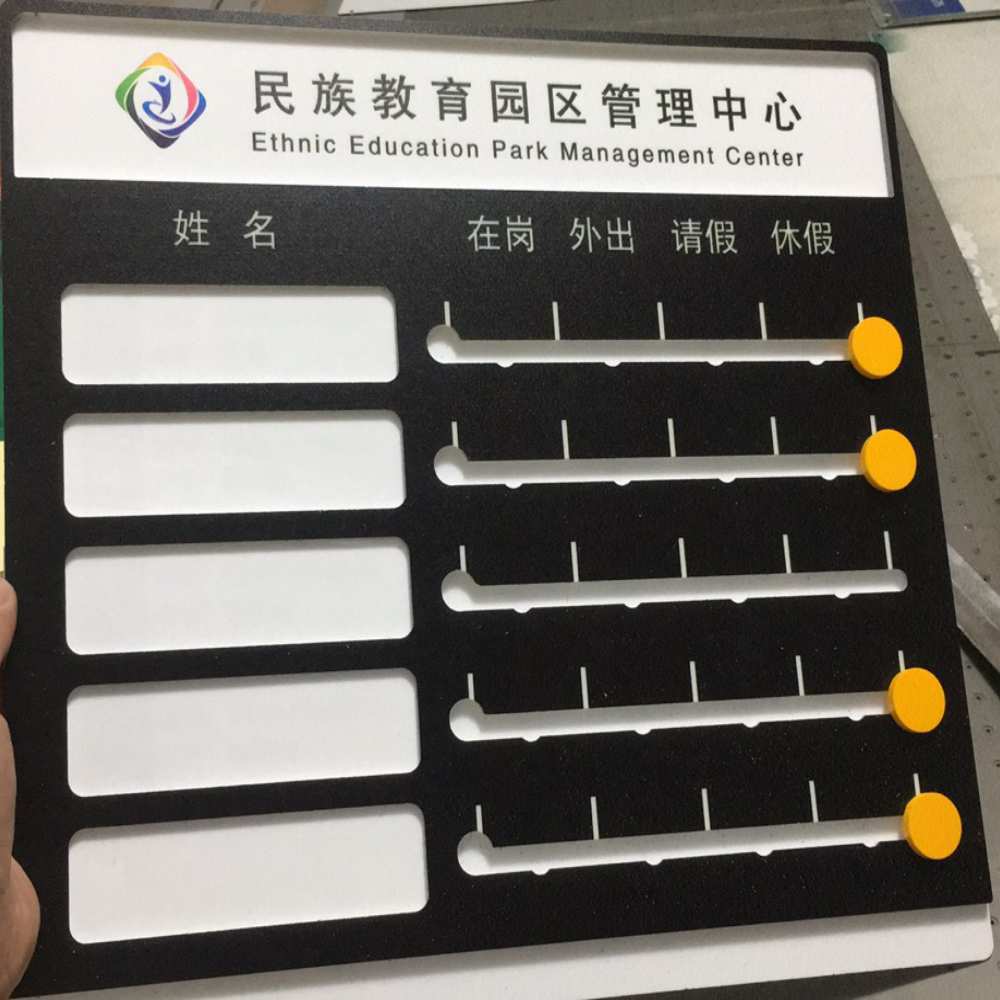 民族教育园区管理中心
Ethnic Education Park Management Center
姓 名 在岗 外出 请假 休假